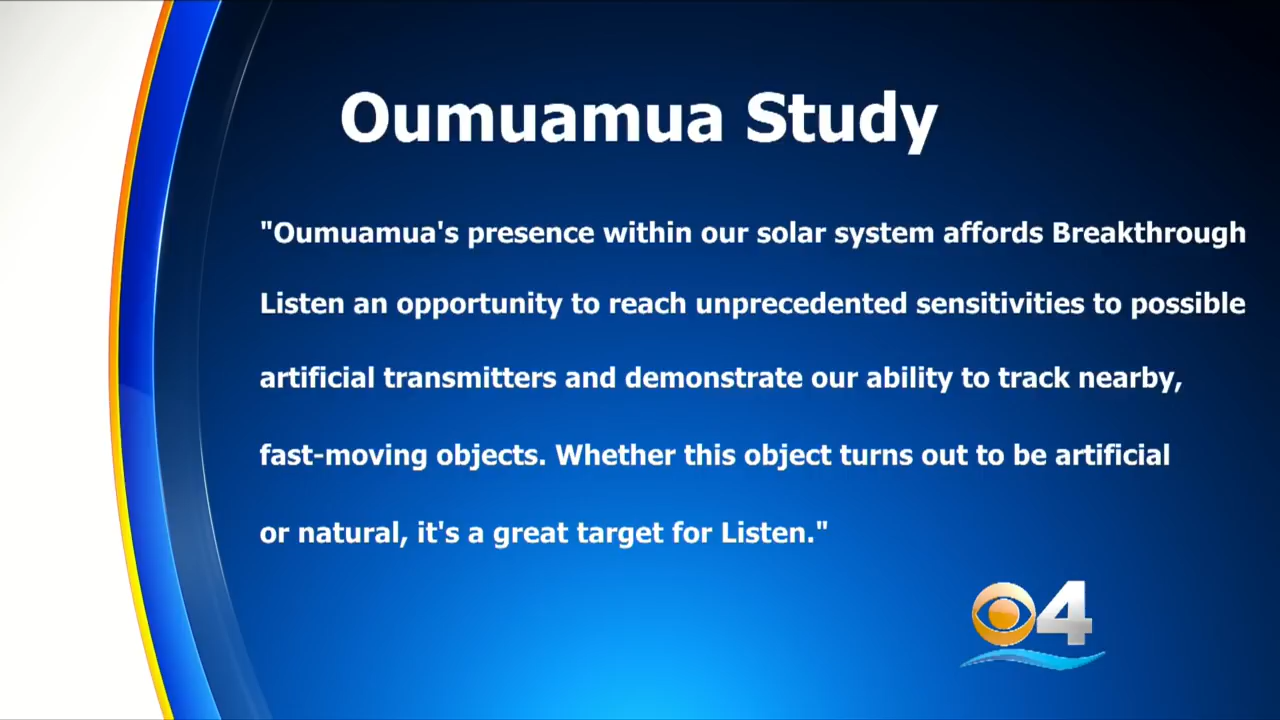 Oumuamua Study
"Oumuamua's presence within our solar system affords Breakthrough
Listen an opportunity to reach unprecedented sensitivities to possible
artificial transmitters and demonstrate our ability to track nearby,
fast-moving objects. Whether this object turns out to be artificial
or natural, it's a great target for Listen."
4